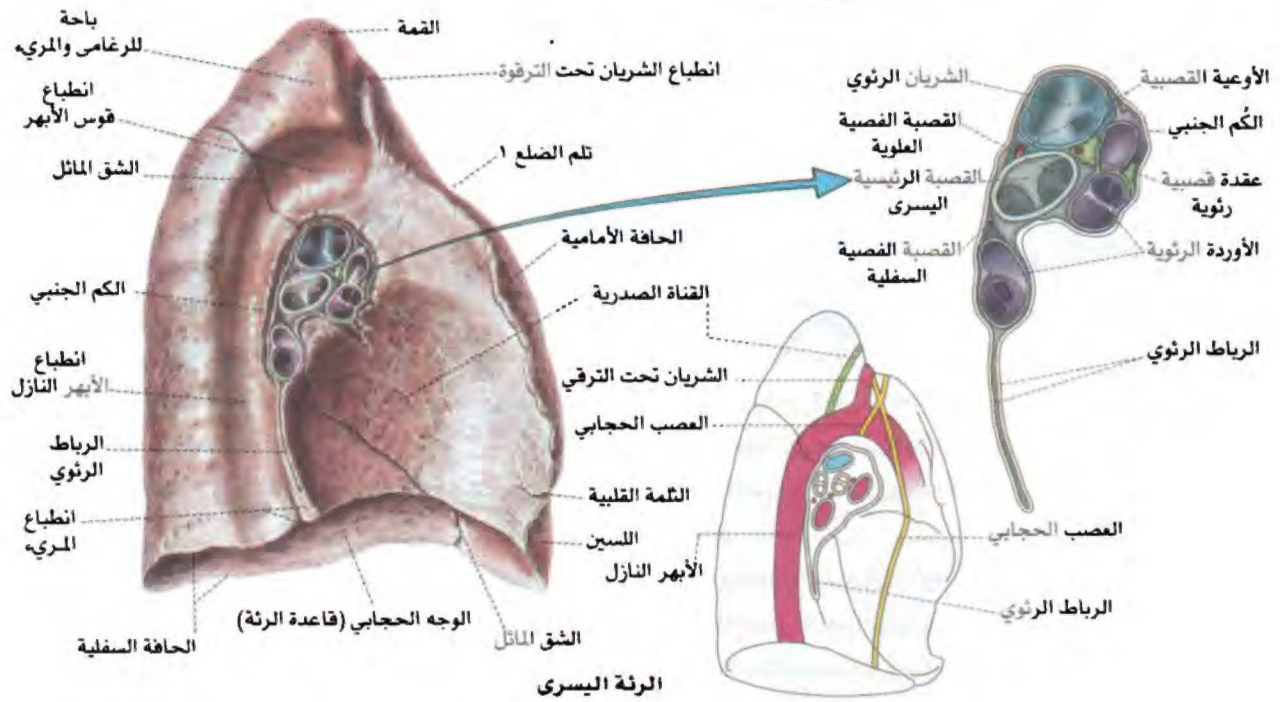 باحة
للرغامى والمريء
القمة
انطباع الشريان تحت الترقوة
انطباع
قوس الأبهر
الشق المائل
تلم الضلع ١
الحافة الأمامية
القناة الصدرية
الكم الجنبي
انطباع
الأبهر النازل
الرباط
الرئوي
انطباع
المريء
الحافة السفلية
الوجه الحجابي (قاعدة الرئة)
الشق المائل
الثلمة القلبية
اللسين
الشريان تحت الترقي
العصب الحجابي
الأبهر النازل
العصب الحجابي
الرباط الرئوي
الأوعية القصبية
الكُم الجنبي
عقدة قصبية
رئوية
الأوردة الرئوية
الرباط الرئوي
الشريان الرئوي
القصبة الفصية
العلوية
القصبة الرئيسية
اليسرى
القصبة الفصية
السفلية
الرئة اليسرى